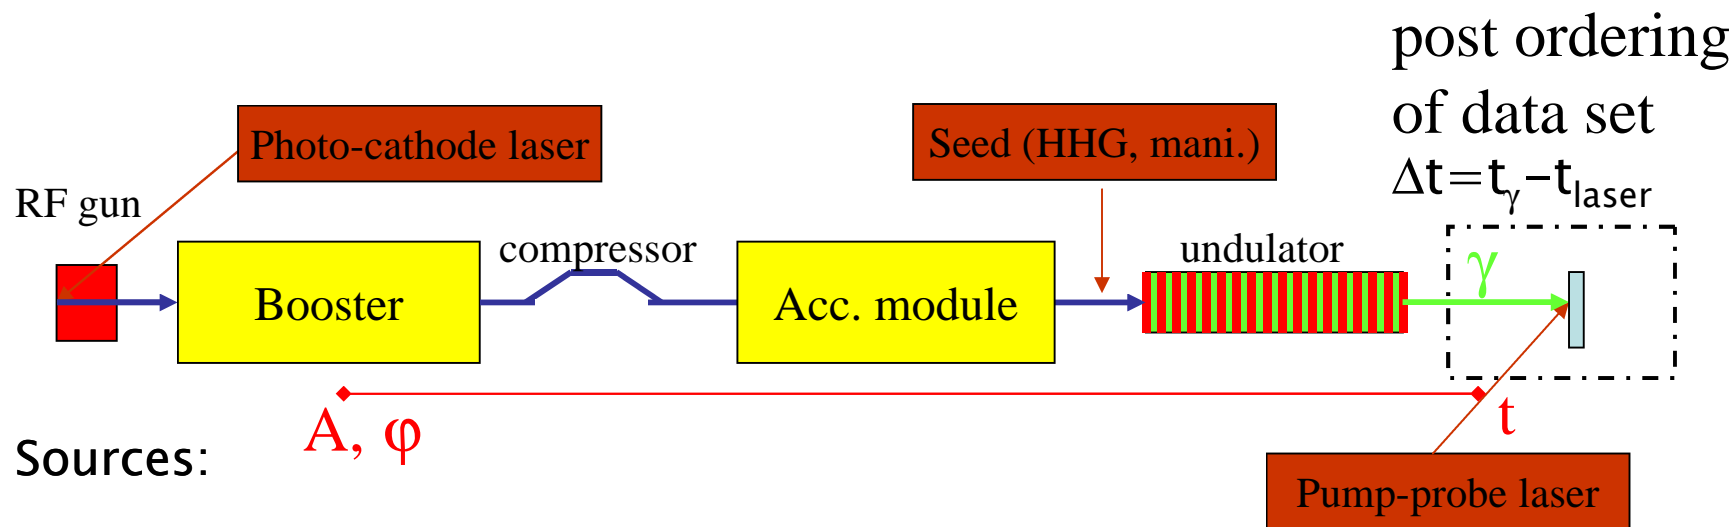 post ordering
of data set
Δt=tγ−tlaser
Photo-cathode laser
Seed (HHG, mani.)
RF gun
compressor
undulator
Booster
Acc. module
γ
A, φ
t
Sources:
Pump-probe laser